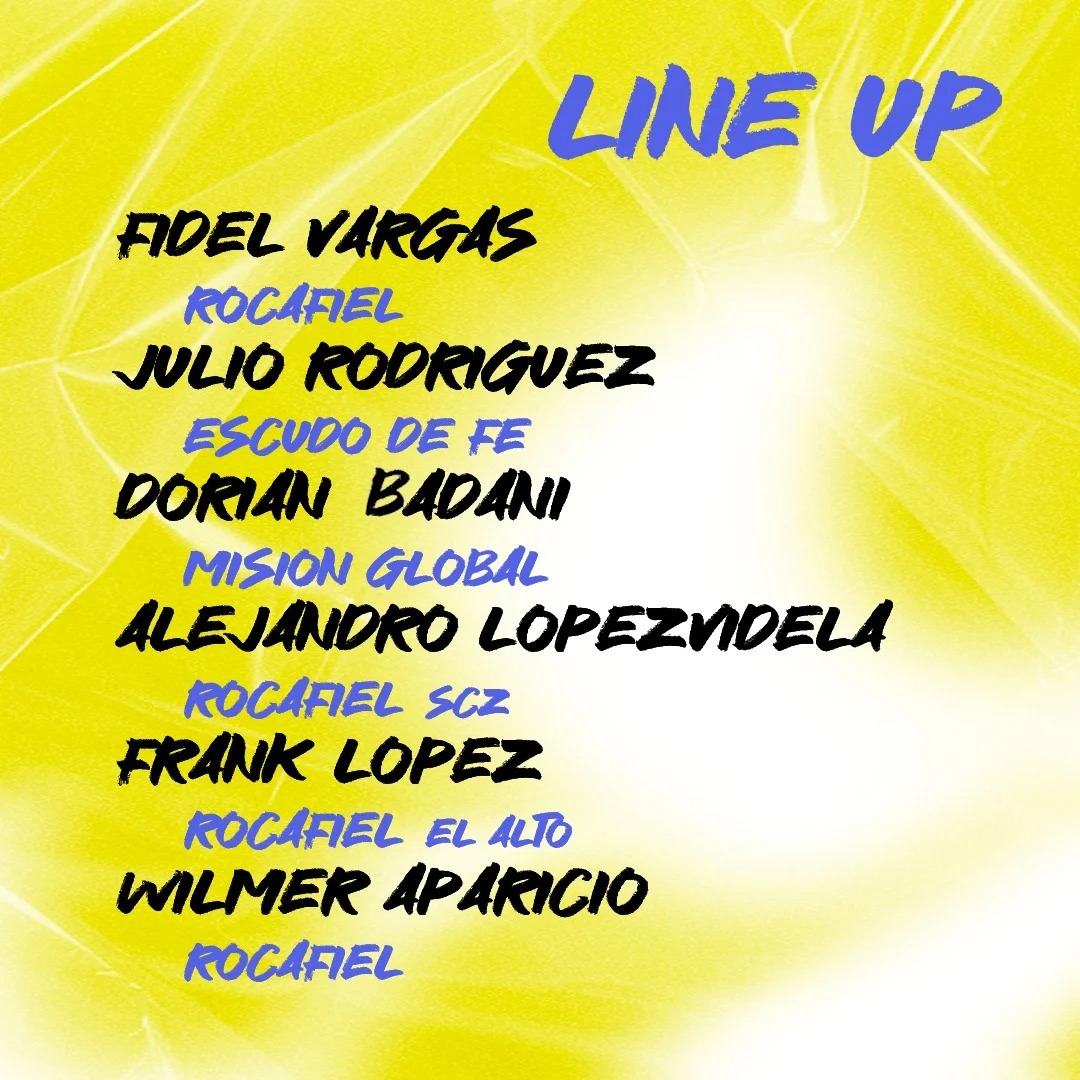 LINE UP
FIDEL VARGAS
ROCAFIEL
JULIO RODRIGUEZ
ESCUDO DE FE
DORIAN BADANI
MISION GLOBAL
ALEJANDRO LOPEZVIDELA
ROCAFIEL SCZ
FRANK LOPEZ
ROCAFIEL EL ALTO
WILMER APARICIO
ROCAFIEL